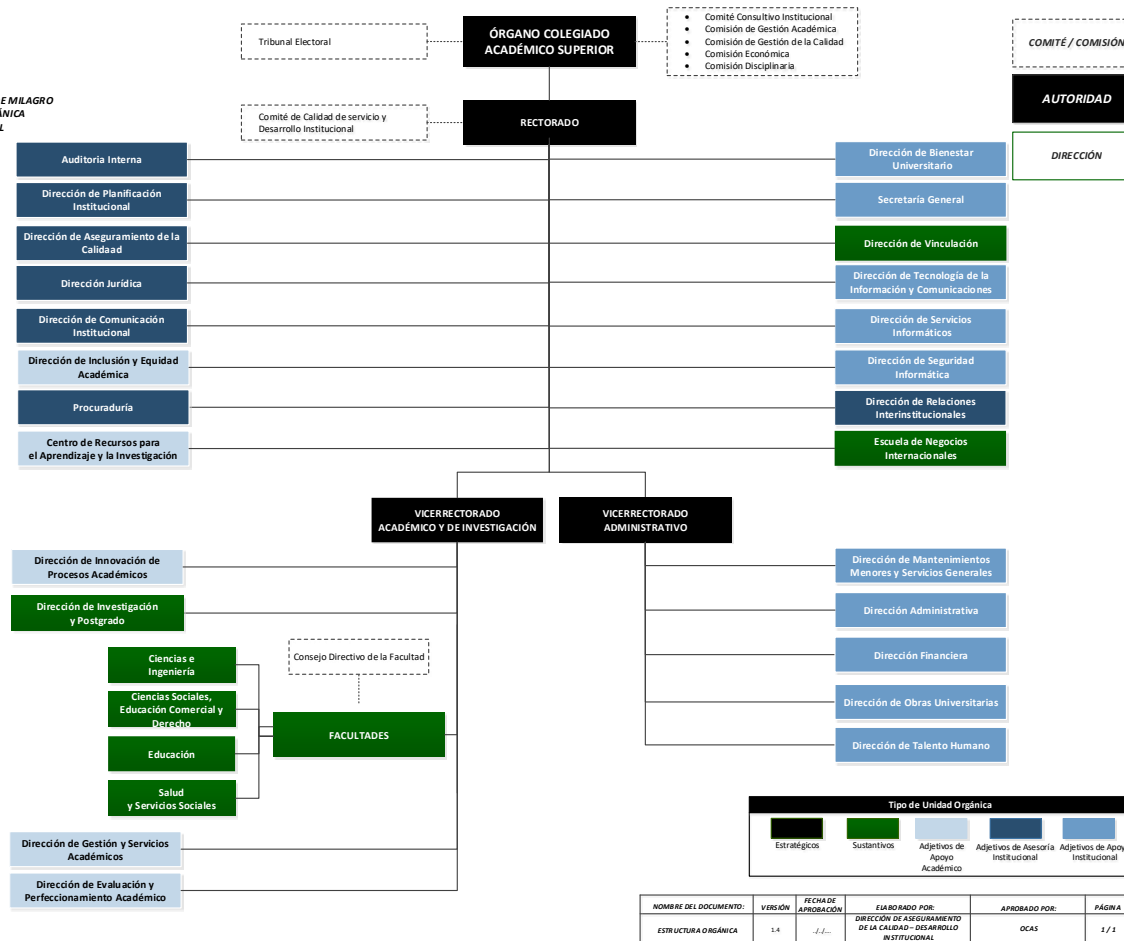 ÓRGANO COLEGIADO
ACADÉMICO SUPERIOR
Tribunal Electoral
• Comité Consultivo Institucional
• Comisión de Gestión Académica
• Comisión de Gestión de la Calidad
• Comisión Económica
• Comisión Disciplinaria
COMITÉ / COMISIÓN
AUTORIDAD
DIRECCIÓN
E MILAGRO
ÁNICA
L
Comité de Calidad de servicio y
Desarrollo Institucional
RECTORADO
Auditoria Interna
Dirección de Planificación
Institucional
Dirección de Aseguramiento de la
Calidaad
Dirección Jurídica
Dirección de Comunicación
Institucional
Dirección de Inclusión y Equidad
Académica
Procuraduría
Centro de Recursos para
el Aprendizaje y la Investigación
Dirección de Bienestar
Universitario
Secretaría General
Dirección de Vinculación
Dirección de Tecnología de la
Información y Comunicaciones
Dirección de Servicios
Informáticos
Dirección de Seguridad
Informática
Dirección de Relaciones
Interinstitucionales
Escuela de Negocios
Internacionales
VICERRECTORADO
ACADÉMICO Y DE INVESTIGACIÓN
VICERRECTORADO
ADMINISTRATIVO
Dirección de Innovación de
Procesos Académicos
Dirección de Investigación
y Postgrado
Ciencias e
Ingeniería
Ciencias Sociales,
Educación Comercial y
Derecho
Educación
Salud
y Servicios Sociales
Consejo Directivo de la Facultad
FACULTADES
Dirección de Gestión y Servicios
Académicos
Dirección de Evaluación y
Perfeccionamiento Académico
Dirección de Mantenimientos
Menores y Servicios Generales
Dirección Administrativa
Dirección Financiera
Dirección de Obras Universitarias
Dirección de Talento Humano
Tipo de Unidad Orgánica
Estratégicos
Sustantivos
Adjetivos de
Apoyo
Académico
Adjetivos de Asesoría
Institucional
Adjetivos de Apoy
Institucional
NOMBRE DEL DOCUMENTO:
VERSIÓN
FECHA DE
APROBACIÓN
ELABORADO POR:
APROBADO POR:
PÁGINA
ESTRUCTURA ORGÁNICA
1.4
../../...
DIRECCIÓN DE ASEGURAMIENTO
DE LA CALIDAD – DESARROLLO
INSTITUCIONAL
OCAS
1 / 1